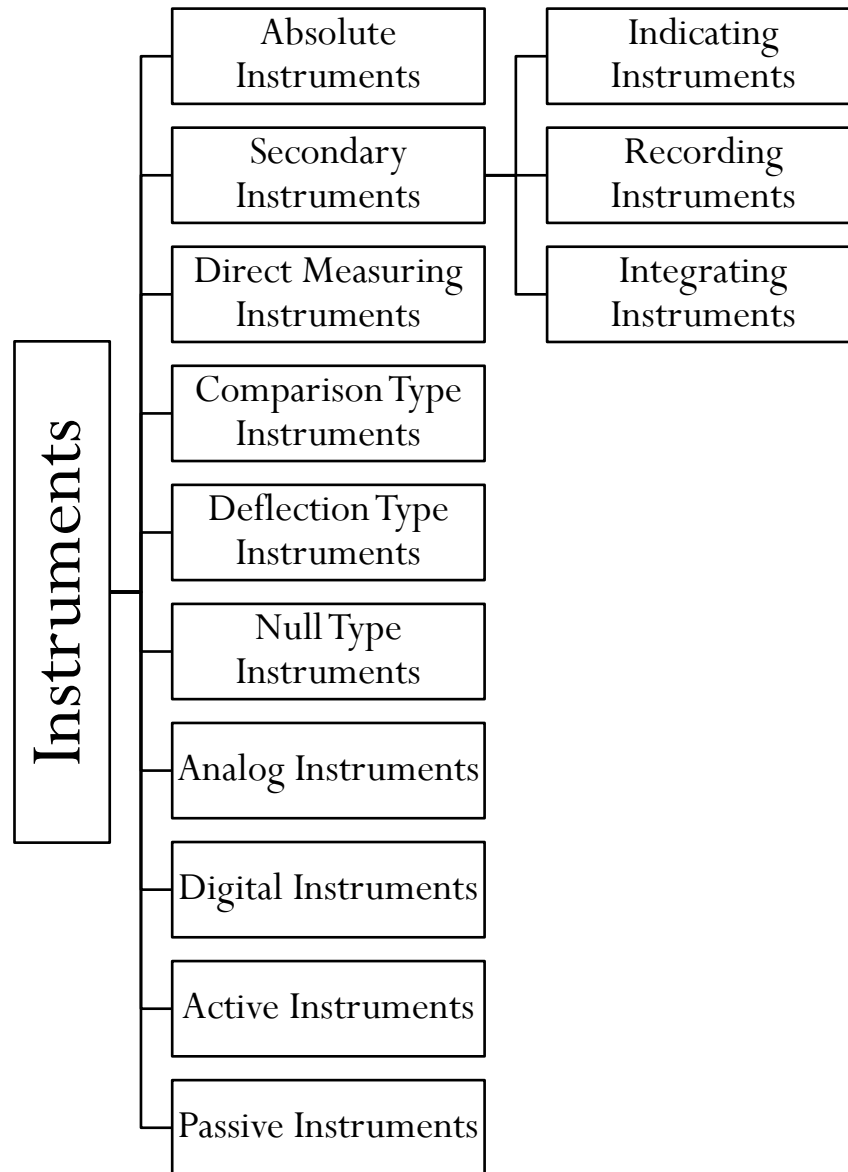 Instruments
Absolute
Instruments
Secondary
Instruments
Direct Measuring
Instruments
Comparison Type
Instruments
Deflection Type
Instruments
Null Type
Instruments
Analog Instruments
Digital Instruments
Active Instruments
Passive Instruments
Indicating
Instruments
Recording
Instruments
Integrating
Instruments